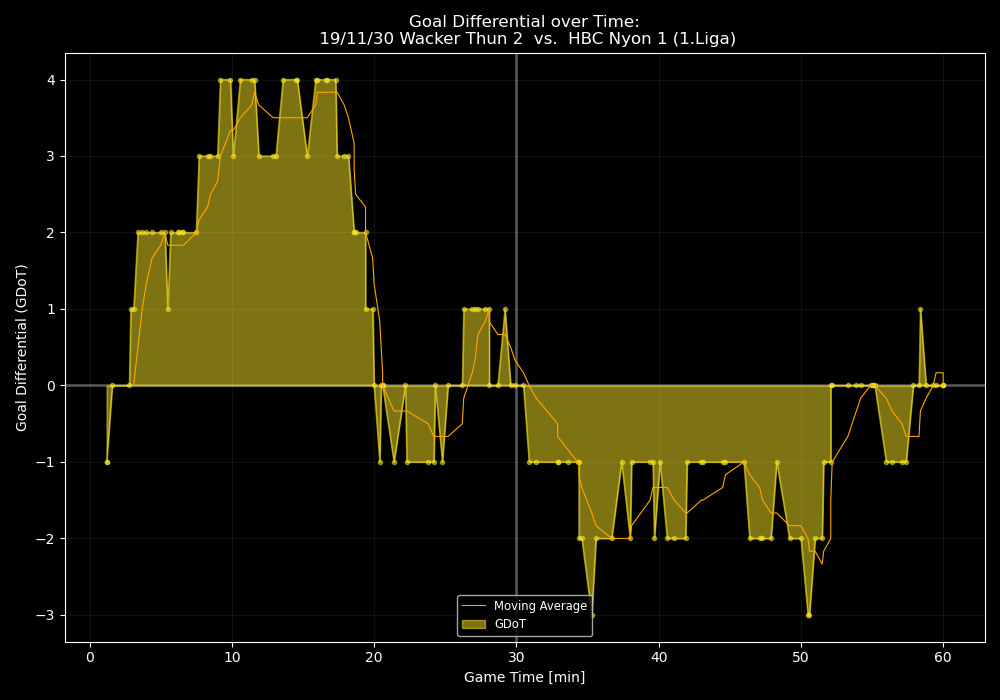 Goal Differential over Time:
19/11/30 Wacker Thun 2  vs.  HBC Nyon 1 (1.Liga)
Goal Differential (GDoT)
4
3
2
1
0
−1
−2
−3
Moving Average
GDoT
0 10 20 30 40 50 60
Game Time [min]